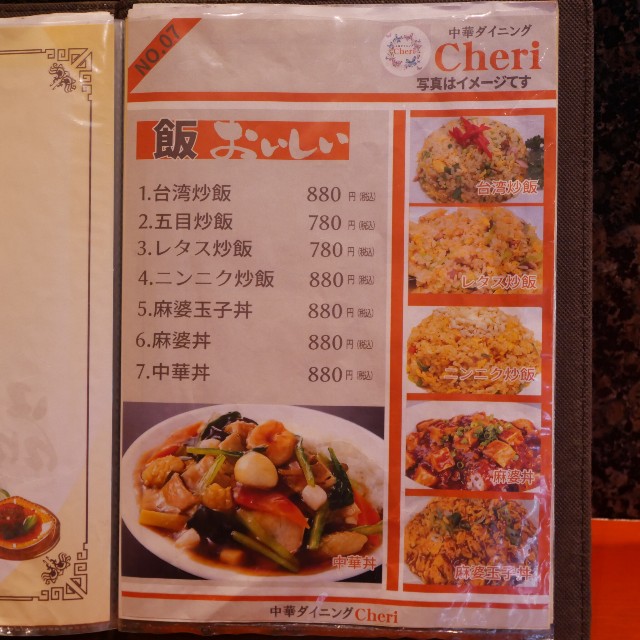 NO.07
中華ダイニング
Cheri
Cheri
写真はイメージです
飯 おいしい
1.台湾炒飯 880円(税込)
2.五目炒飯 780円(税込)
3.レタス炒飯 780円(税込)
4.ニンニク炒飯 880円(税込)
5.麻婆玉子丼 880円(税込)
6.麻婆丼 880円(税込)
7.中華丼 880円(税込)
台湾炒飯
レタス炒飯
ニンニク炒飯
麻婆丼
麻婆玉子丼
中華丼
中華ダイニングCheri